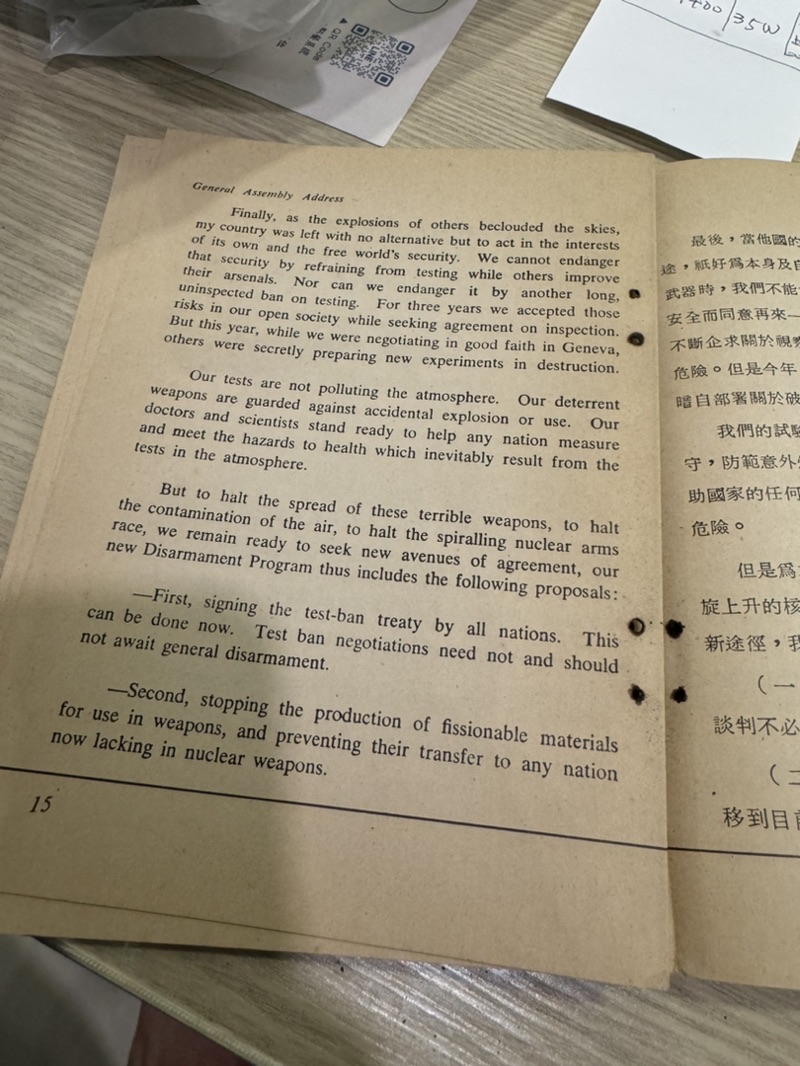 QR Code
1400/35W
General Assembly Address
Finally, as the explosions of others beclouded the skies,
my country was left with no alternative but to act in the interests
of its own and the free world's security. We cannot endanger
that security by refraining from testing while others improve
their arsenals. Nor can we endanger it by another long,
uninspected ban on testing. For three years we accepted those
risks in our open society while seeking agreement on inspection.
But this year, while we were negotiating in good faith in Geneva,
others were secretly preparing new experiments in destruction.
Our tests are not polluting the atmosphere. Our deterrent
weapons are guarded against accidental explosion or use. Our
doctors and scientists stand ready to help any nation measure
and meet the hazards to health which inevitably result from the
tests in the atmosphere.
But to halt the spread of these terrible weapons, to halt
the contamination of the air, to halt the spiralling nuclear arms
race, we remain ready to seek new avenues of agreement, our
new Disarmament Program thus includes the following proposals:
—First, signing the test-ban treaty by all nations. This
can be done now. Test ban negotiations need not and should
not await general disarmament.
—Second, stopping the production of fissionable materials
for use in weapons, and preventing their transfer to any nation
now lacking in nuclear weapons.
15
最後，當他國的
途，祇好爲本身及自
武器時，我們不能
安全而同意再來一
不斷企求關於視察
危險。但是今年
暗自部署關於破
我們的試驗
守，防範意外
助國家的任何
危險。
但是爲
旋上升的核
新途徑，我
（一
談判不必
（二
移到目前